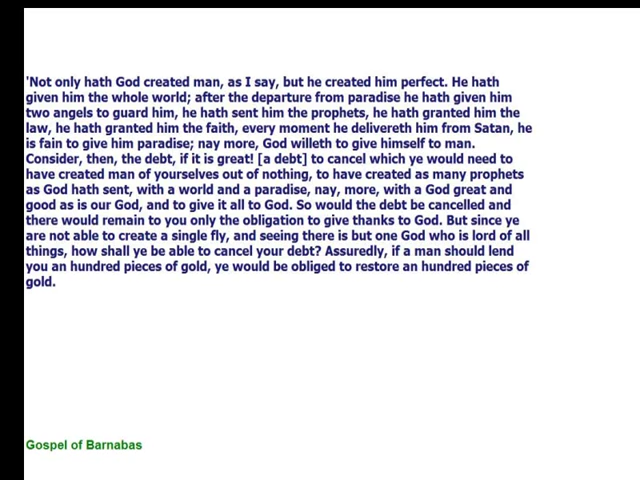 'Not only hath God created man, as I say, but he created him perfect. He hath
given him the whole world; after the departure from paradise he hath given him
two angels to guard him, he hath sent him the prophets, he hath granted him the
law, he hath granted him the faith, every moment he delivereth him from Satan, he
is fain to give him paradise; nay more, God willeth to give himself to man.
Consider, then, the debt, if it is great! [a debt] to cancel which ye would need to
have created man of yourselves out of nothing, to have created as many prophets
as God hath sent, with a world and a paradise, nay, more, with a God great and
good as is our God, and to give it all to God. So would the debt be cancelled and
there would remain to you only the obligation to give thanks to God. But since ye
are not able to create a single fly, and seeing there is but one God who is lord of all
things, how shall ye be able to cancel your debt? Assuredly, if a man should lend
you an hundred pieces of gold, ye would be obliged to restore an hundred pieces of
gold.
Gospel of Barnabas